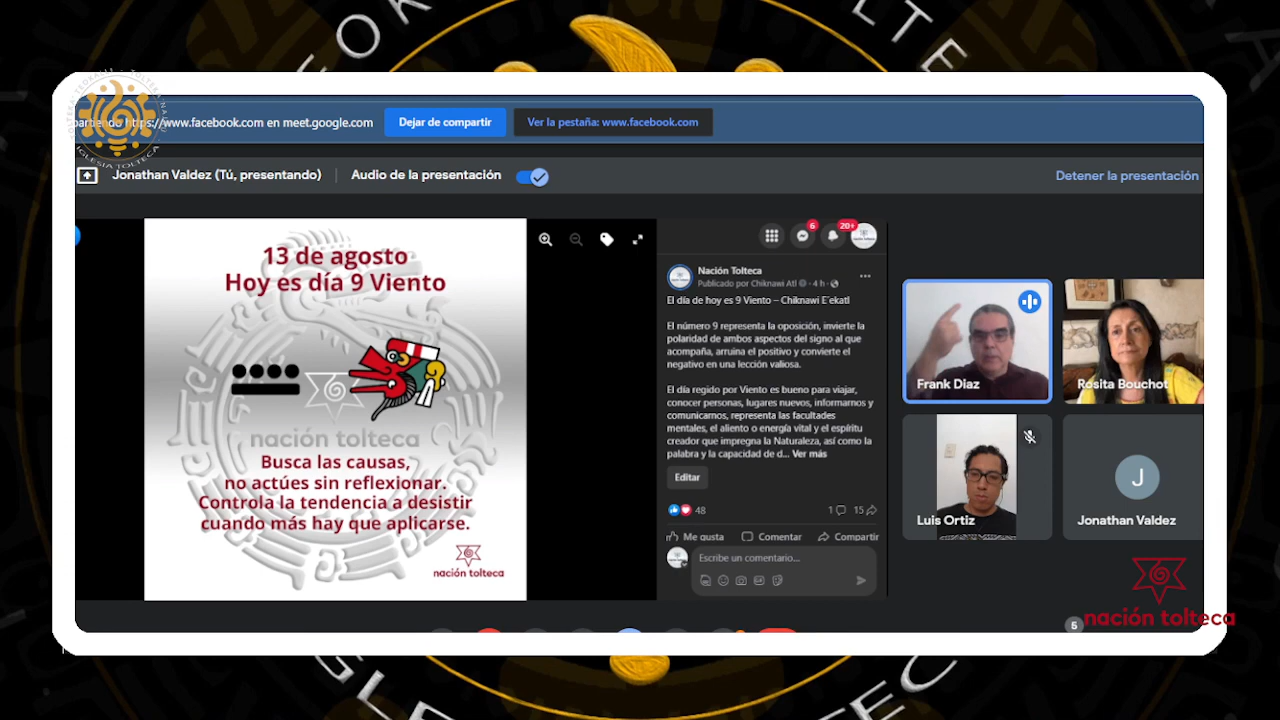 partiendo https://www.facebook.com en meet.google.com
Dejar de compartir
Ver la pestaña: www.facebook.com
IGLESIA TOLTECA
Jonathan Valdez (Tú, presentando)
Audio de la presentación
Detener la presentación
13 de agosto
Hoy es día 9 Viento
nación tolteca
Busca las causas,
no actúes sin reflexionar.
Controla la tendencia a desistir
cuando más hay que aplicarse.
nación tolteca
6
20+
Nación Tolteca
Publicado por Chiknawi Atl
· 4 h ·
El día de hoy es 9 Viento – Chiknawi E´ekatl
El número 9 representa la oposición, invierte la
polaridad de ambos aspectos del signo al que
acompaña, arruina el positivo y convierte el
negativo en una lección valiosa.
El día regido por Viento es bueno para viajar,
conocer personas, lugares nuevos, informarnos y
comunicarnos, representa las facultades
mentales, el aliento o energía vital y el espíritu
creador que impregna la Naturaleza, así como la
palabra y la capacidad de d... Ver más
Editar
48
1
15
Me gusta
Comentar
Compartir
Escribe un comentario...
Frank Diaz
Rosita Bouchot
Luis Ortiz
J
Jonathan Valdez
5
nación tolteca